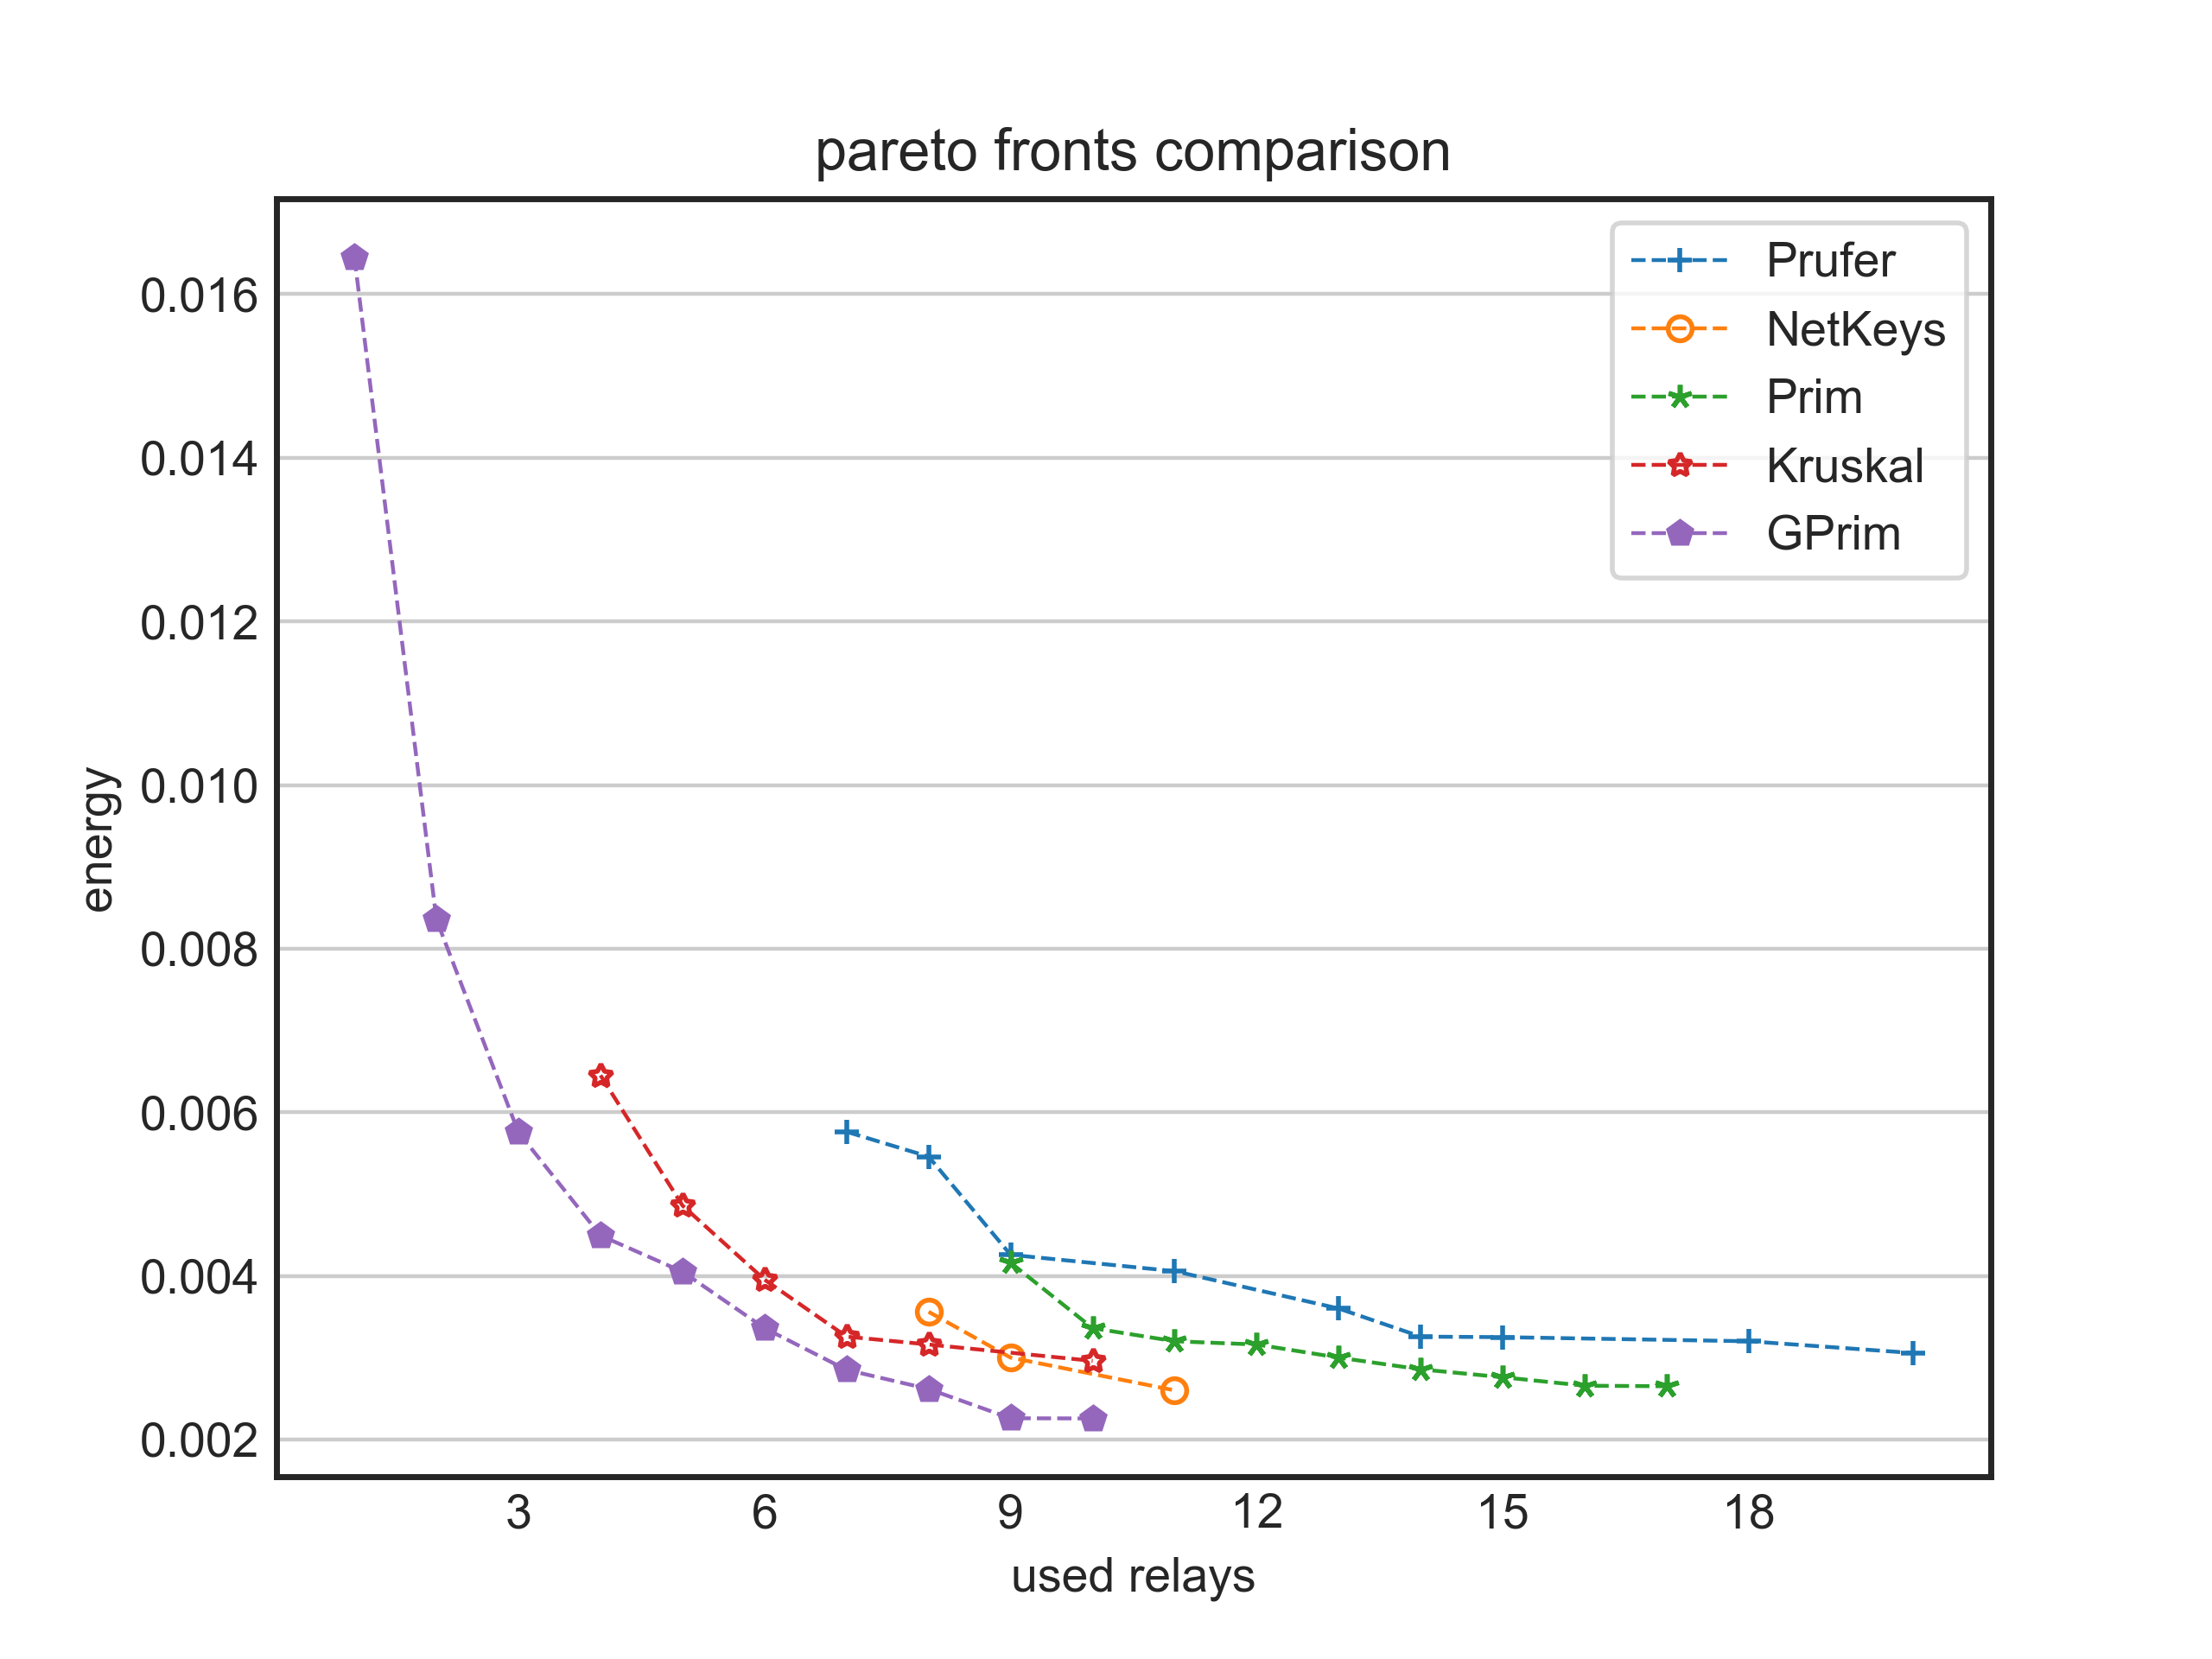 pareto fronts comparison
Prufer
NetKeys
Prim
Kruskal
GPrim
0.016
0.014
0.012
0.010
0.008
0.006
0.004
0.002
energy
3 6 9 12 15 18
used relays